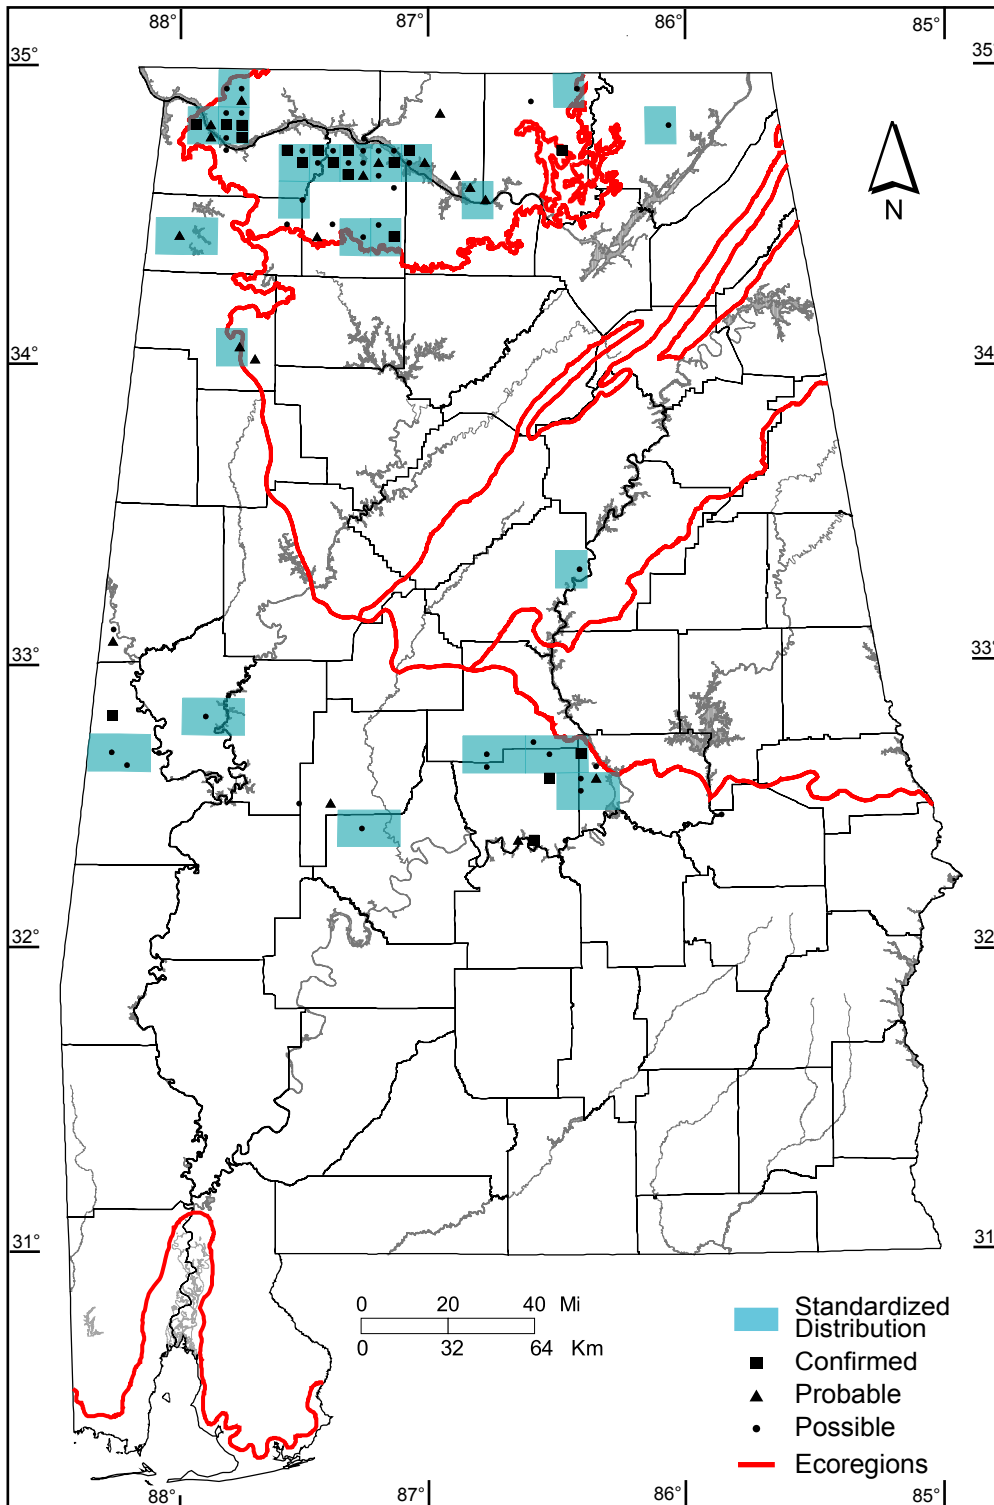 88° 87° 86° 85°
35° 35
N
34° 34
33° 33°
32° 32
31° 31
0 20 40 Mi
0 32 64 Km
Standardized
Distribution
Confirmed
Probable
Possible
Ecoregions
88° 87° 86° 85°